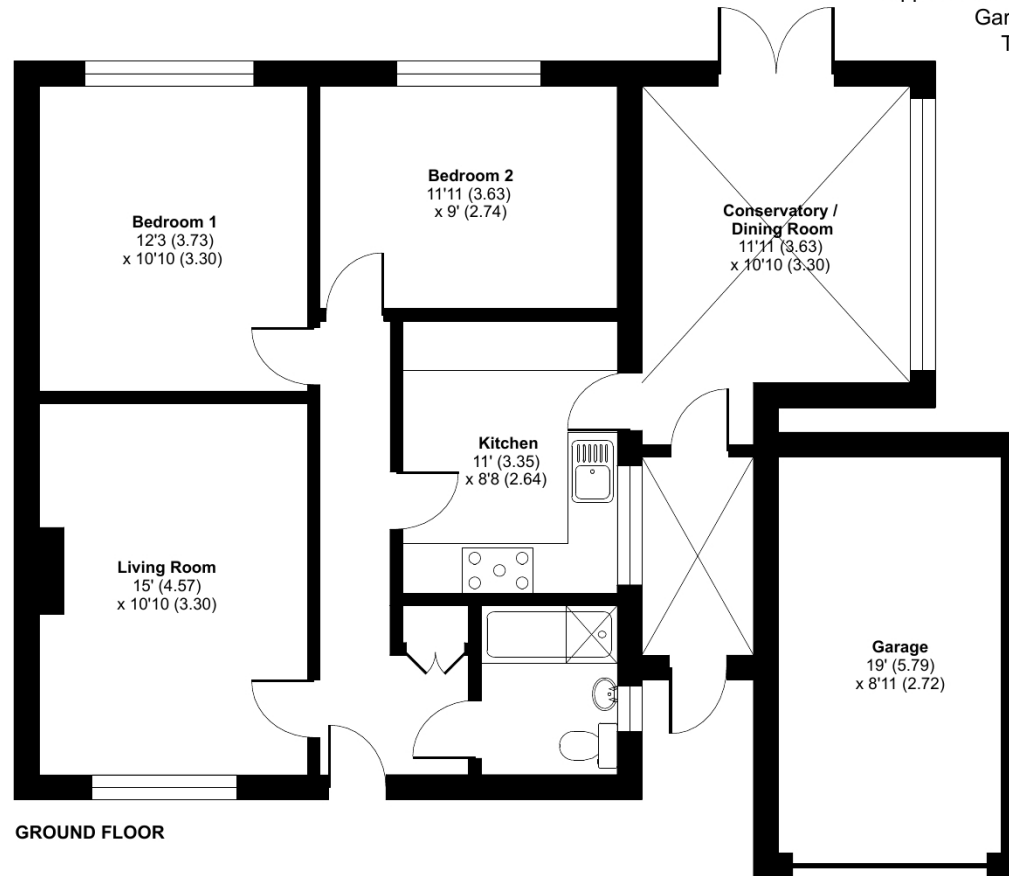 Gar
T
Bedroom 1
12'3 (3.73)
x 10'10 (3.30)
Bedroom 2
11'11 (3.63)
x 9' (2.74)
Conservatory /
Dining Room
11'11 (3.63)
x 10'10 (3.30)
Kitchen
11' (3.35)
x 8'8 (2.64)
Living Room
15' (4.57)
x 10'10 (3.30)
Garage
19' (5.79)
x 8'11 (2.72)
GROUND FLOOR